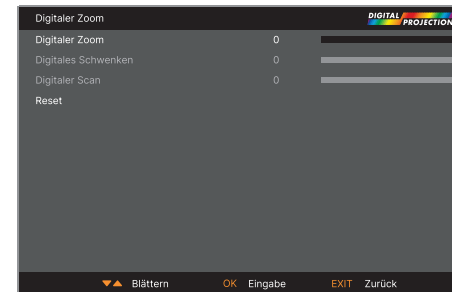 Digitaler Zoom DIGITAL PROJECTION
Digitaler Zoom 0
Digitales Schwenken 0
Digitaler Scan 0
Reset
▼▲ Blättern OK Eingabe EXIT Zurück